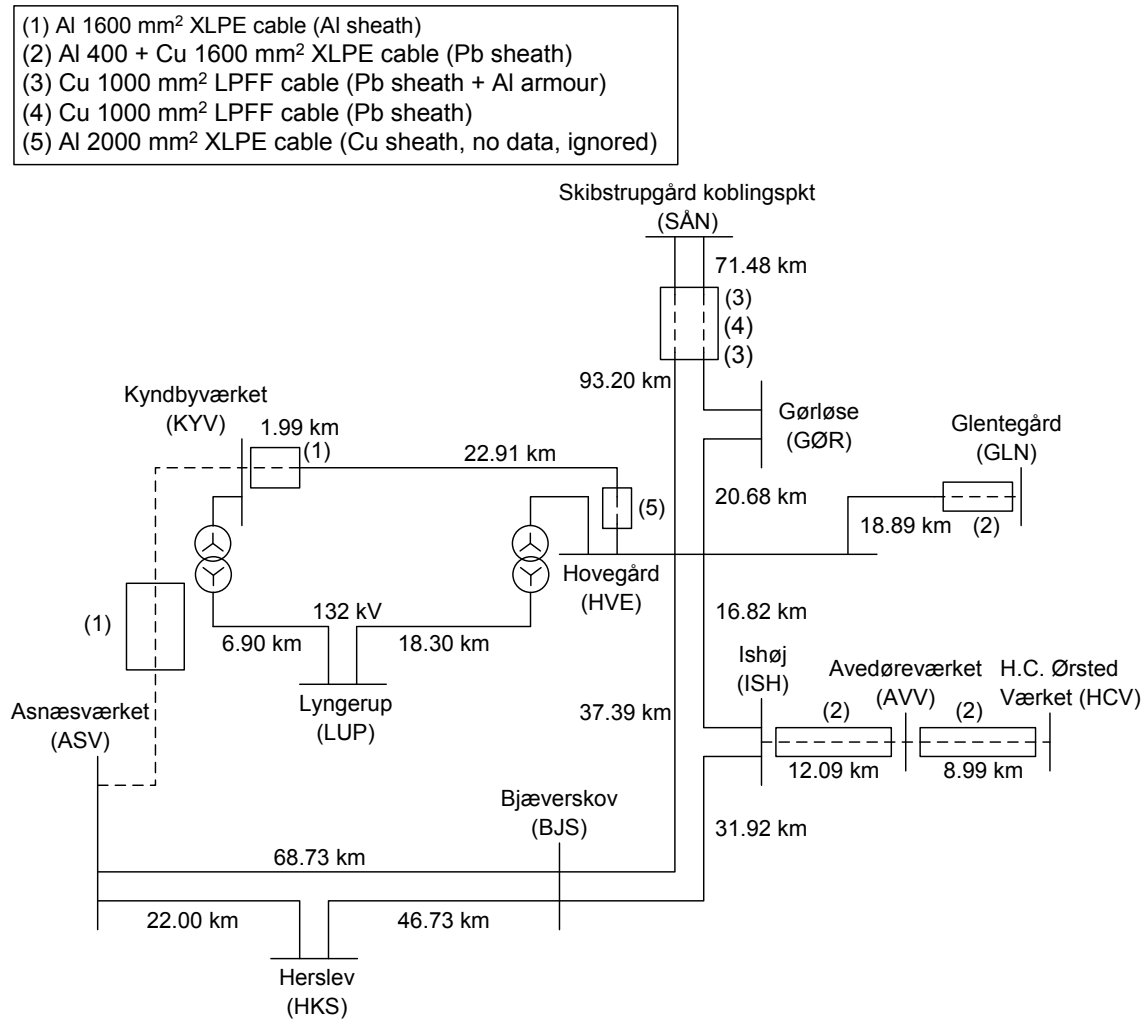 (1) Al 1600 mm² XLPE cable (Al sheath)
(2) Al 400 + Cu 1600 mm² XLPE cable (Pb sheath)
(3) Cu 1000 mm² LPFF cable (Pb sheath + Al armour)
(4) Cu 1000 mm² LPFF cable (Pb sheath)
(5) Al 2000 mm² XLPE cable (Cu sheath, no data, ignored)
Skibstrupgård koblingspkt
(SÅN)
71.48 km
(3)
(4)
(3)
93.20 km
Kyndbyværket
(KYV)
1.99 km
(1)
22.91 km
Gørløse
(GØR)
Glentegård
(GLN)
(5)
20.68 km
18.89 km
(2)
Hovegård
(HVE)
(1)
132 kV
6.90 km
18.30 km
16.82 km
Lyngerup
(LUP)
Ishøj
(ISH)
Avedøreværket
(AVV)
H.C. Ørsted
Værket (HCV)
Asnæsværket
(ASV)
37.39 km
(2)
(2)
12.09 km
8.99 km
Bjæverskov
(BJS)
31.92 km
68.73 km
22.00 km
46.73 km
Herslev
(HKS)